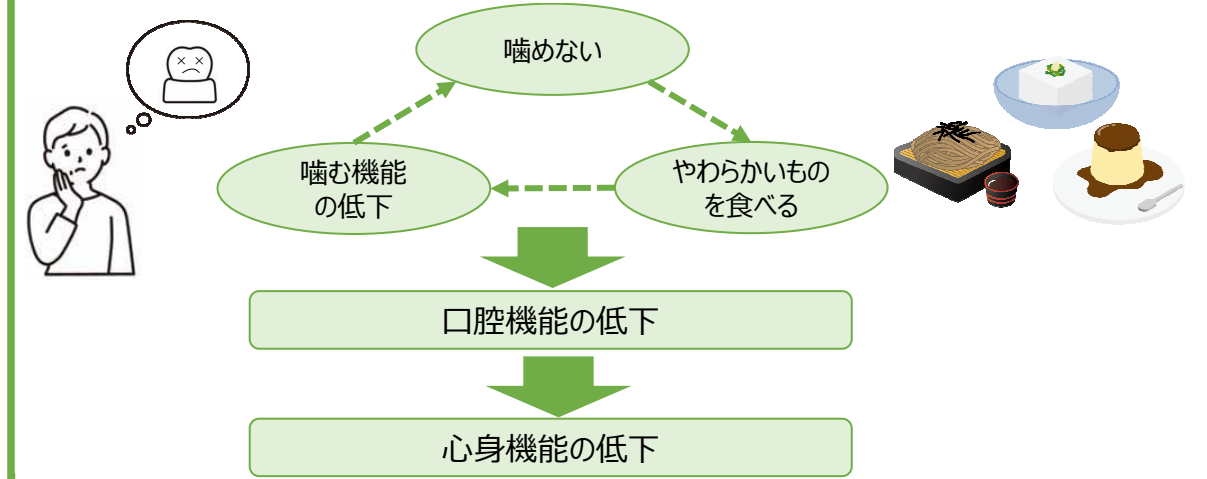 噛めない
噛む機能
の低下
やわらかいもの
を食べる
口腔機能の低下
心身機能の低下